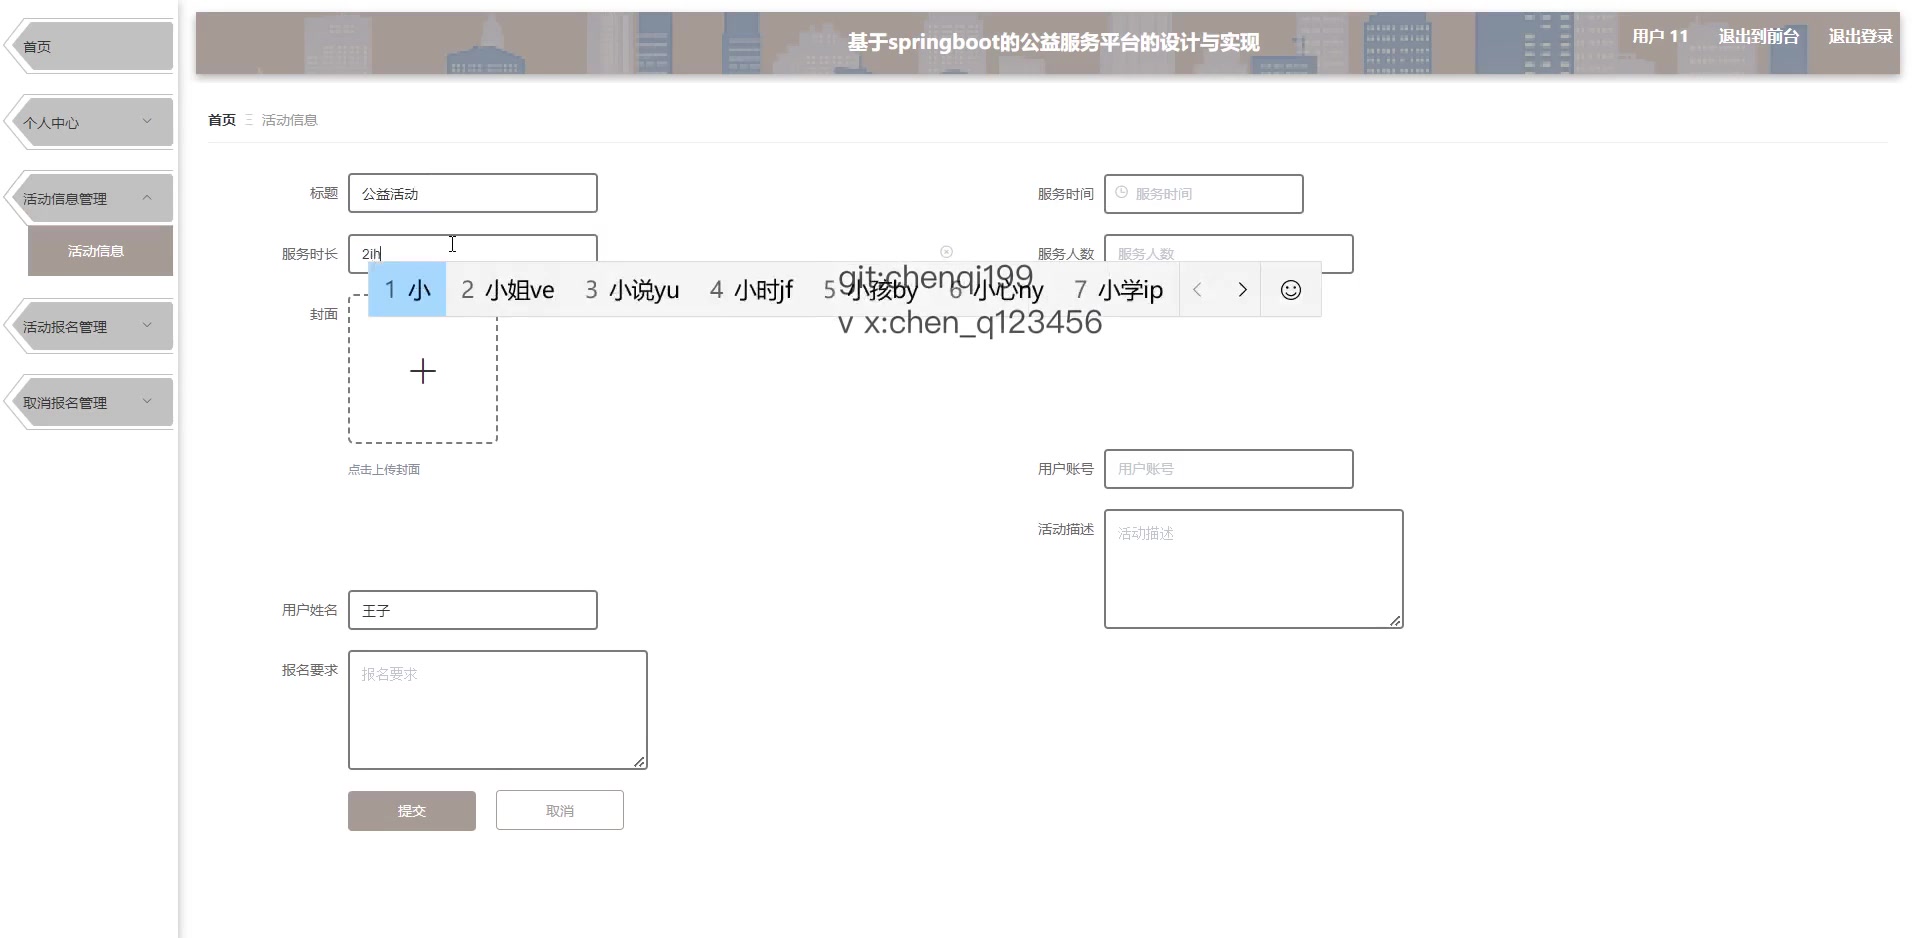 首页
个人中心
活动信息管理
活动信息
活动报名管理
取消报名管理
基于springboot的公益服务平台的设计与实现
用户 11
退出到前台
退出登录
首页
活动信息
标题
公益活动
服务时间
服务时间
服务时长
2ih
服务人数
服务人数
1 小 2 小姐ve 3 小说yu 4 小时jf 5 小孩by 6 小心ny 7 小学ip
git:chenqj199
v x:chen_q123456
封面
点击上传封面
用户账号
用户账号
活动描述
活动描述
用户姓名
王子
报名要求
报名要求
提交
取消